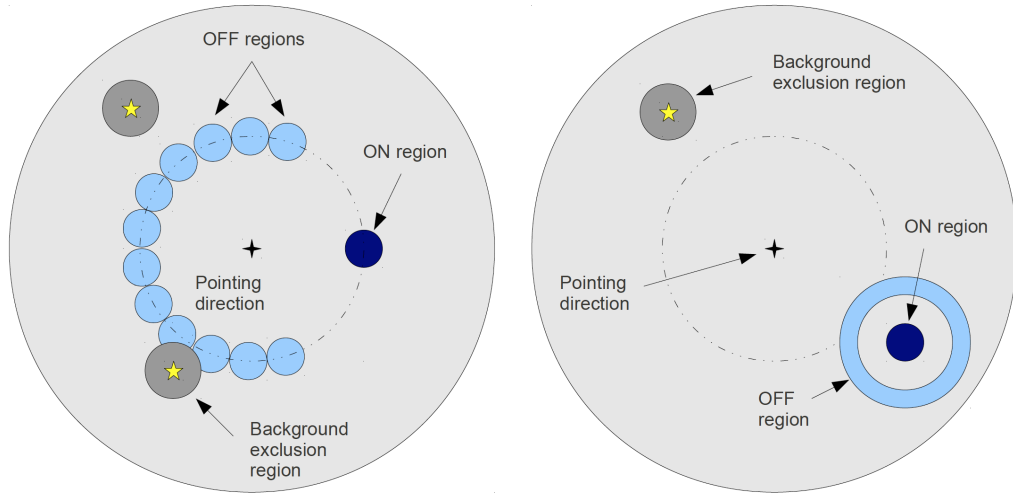 OFF regions
ON region
Pointing
direction
Background
exclusion
region
Background
exclusion region
ON region
Pointing
direction
OFF
region